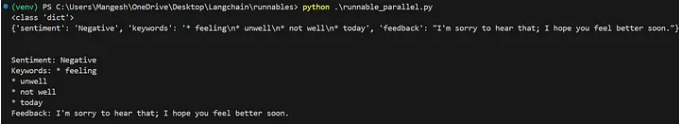 (venv) PS C:\Users\Mangesh\OneDrive\Desktop\Langchain\runnables> python .\runnable_parallel.py
<class 'dict'>
{'sentiment': 'Negative', 'keywords': '* feeling\n* unwell\n* not well\n* today', 'feedback': "I'm sorry to hear that; I hope you feel better soon."}
Sentiment: Negative
Keywords: * feeling
* unwell
* not well
* today
Feedback: I'm sorry to hear that; I hope you feel better soon.